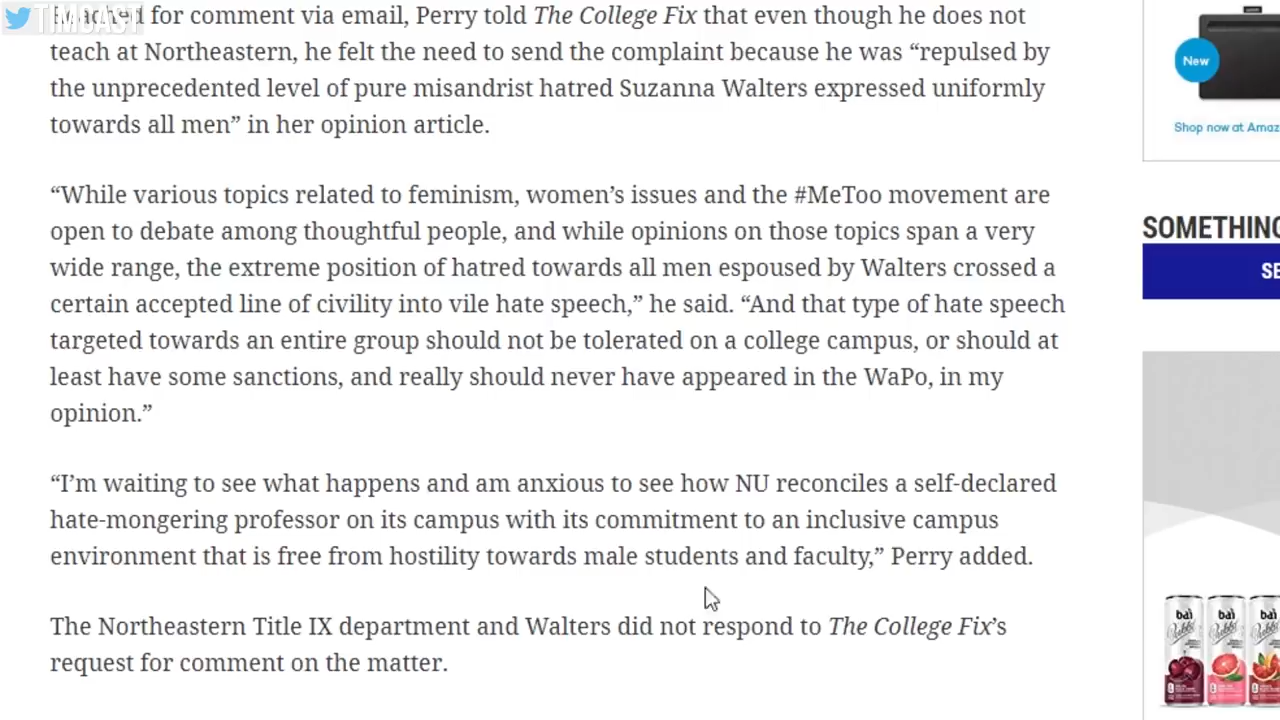 TIMCAST
Reached for comment via email, Perry told The College Fix that even though he does not
teach at Northeastern, he felt the need to send the complaint because he was “repulsed by
the unprecedented level of pure misandrist hatred Suzanna Walters expressed uniformly
towards all men” in her opinion article.
“While various topics related to feminism, women’s issues and the #MeToo movement are
open to debate among thoughtful people, and while opinions on those topics span a very
wide range, the extreme position of hatred towards all men espoused by Walters crossed a
certain accepted line of civility into vile hate speech,” he said. “And that type of hate speech
targeted towards an entire group should not be tolerated on a college campus, or should at
least have some sanctions, and really should never have appeared in the WaPo, in my
opinion.”
“I’m waiting to see what happens and am anxious to see how NU reconciles a self-declared
hate-mongering professor on its campus with its commitment to an inclusive campus
environment that is free from hostility towards male students and faculty,” Perry added.
The Northeastern Title IX department and Walters did not respond to The College Fix’s
request for comment on the matter.
New
Shop now at Amaz
SOMETHING
SE
bai
bai
bai